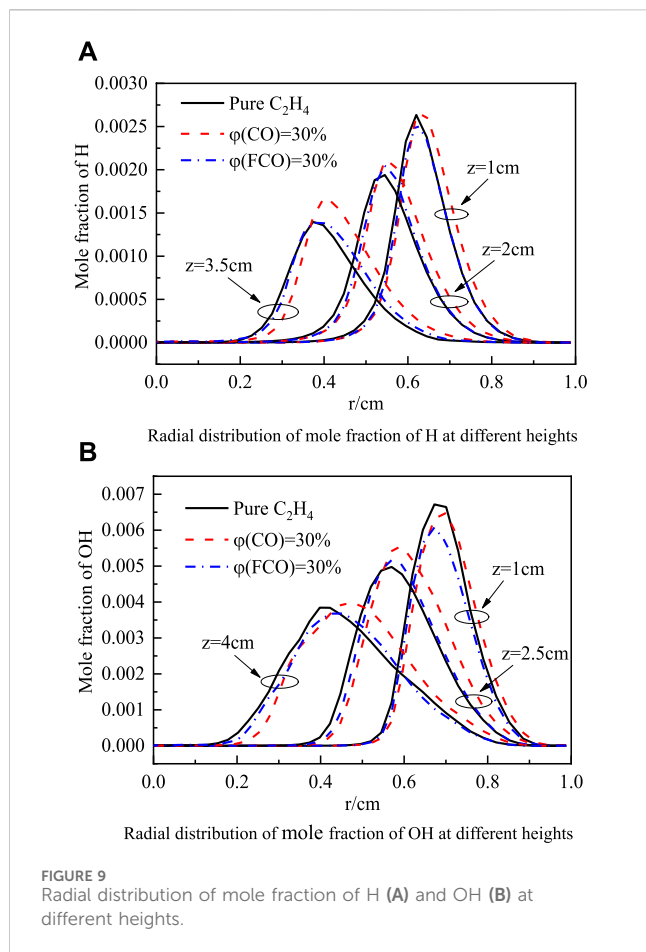 A
0.0030
0.0025
0.0020
0.0015
0.0010
0.0005
0.0000
Mole fraction of H
Pure C₂H₄
φ(CO)=30%
φ(FCO)=30%
z=1cm
z=2cm
z=3.5cm
0.0 0.2 0.4 0.6 0.8 1.0
r/cm
Radial distribution of mole fraction of H at different heights
B
0.007
0.006
0.005
0.004
0.003
0.002
0.001
0.000
Mole fraction of OH
Pure C₂H₄
φ(CO)=30%
φ(FCO)=30%
z=1cm
z=2.5cm
z=4cm
0.0 0.2 0.4 0.6 0.8 1.0
r/cm
Radial distribution of mole fraction of OH at different heights
FIGURE 9
Radial distribution of mole fraction of H (A) and OH (B) at
different heights.